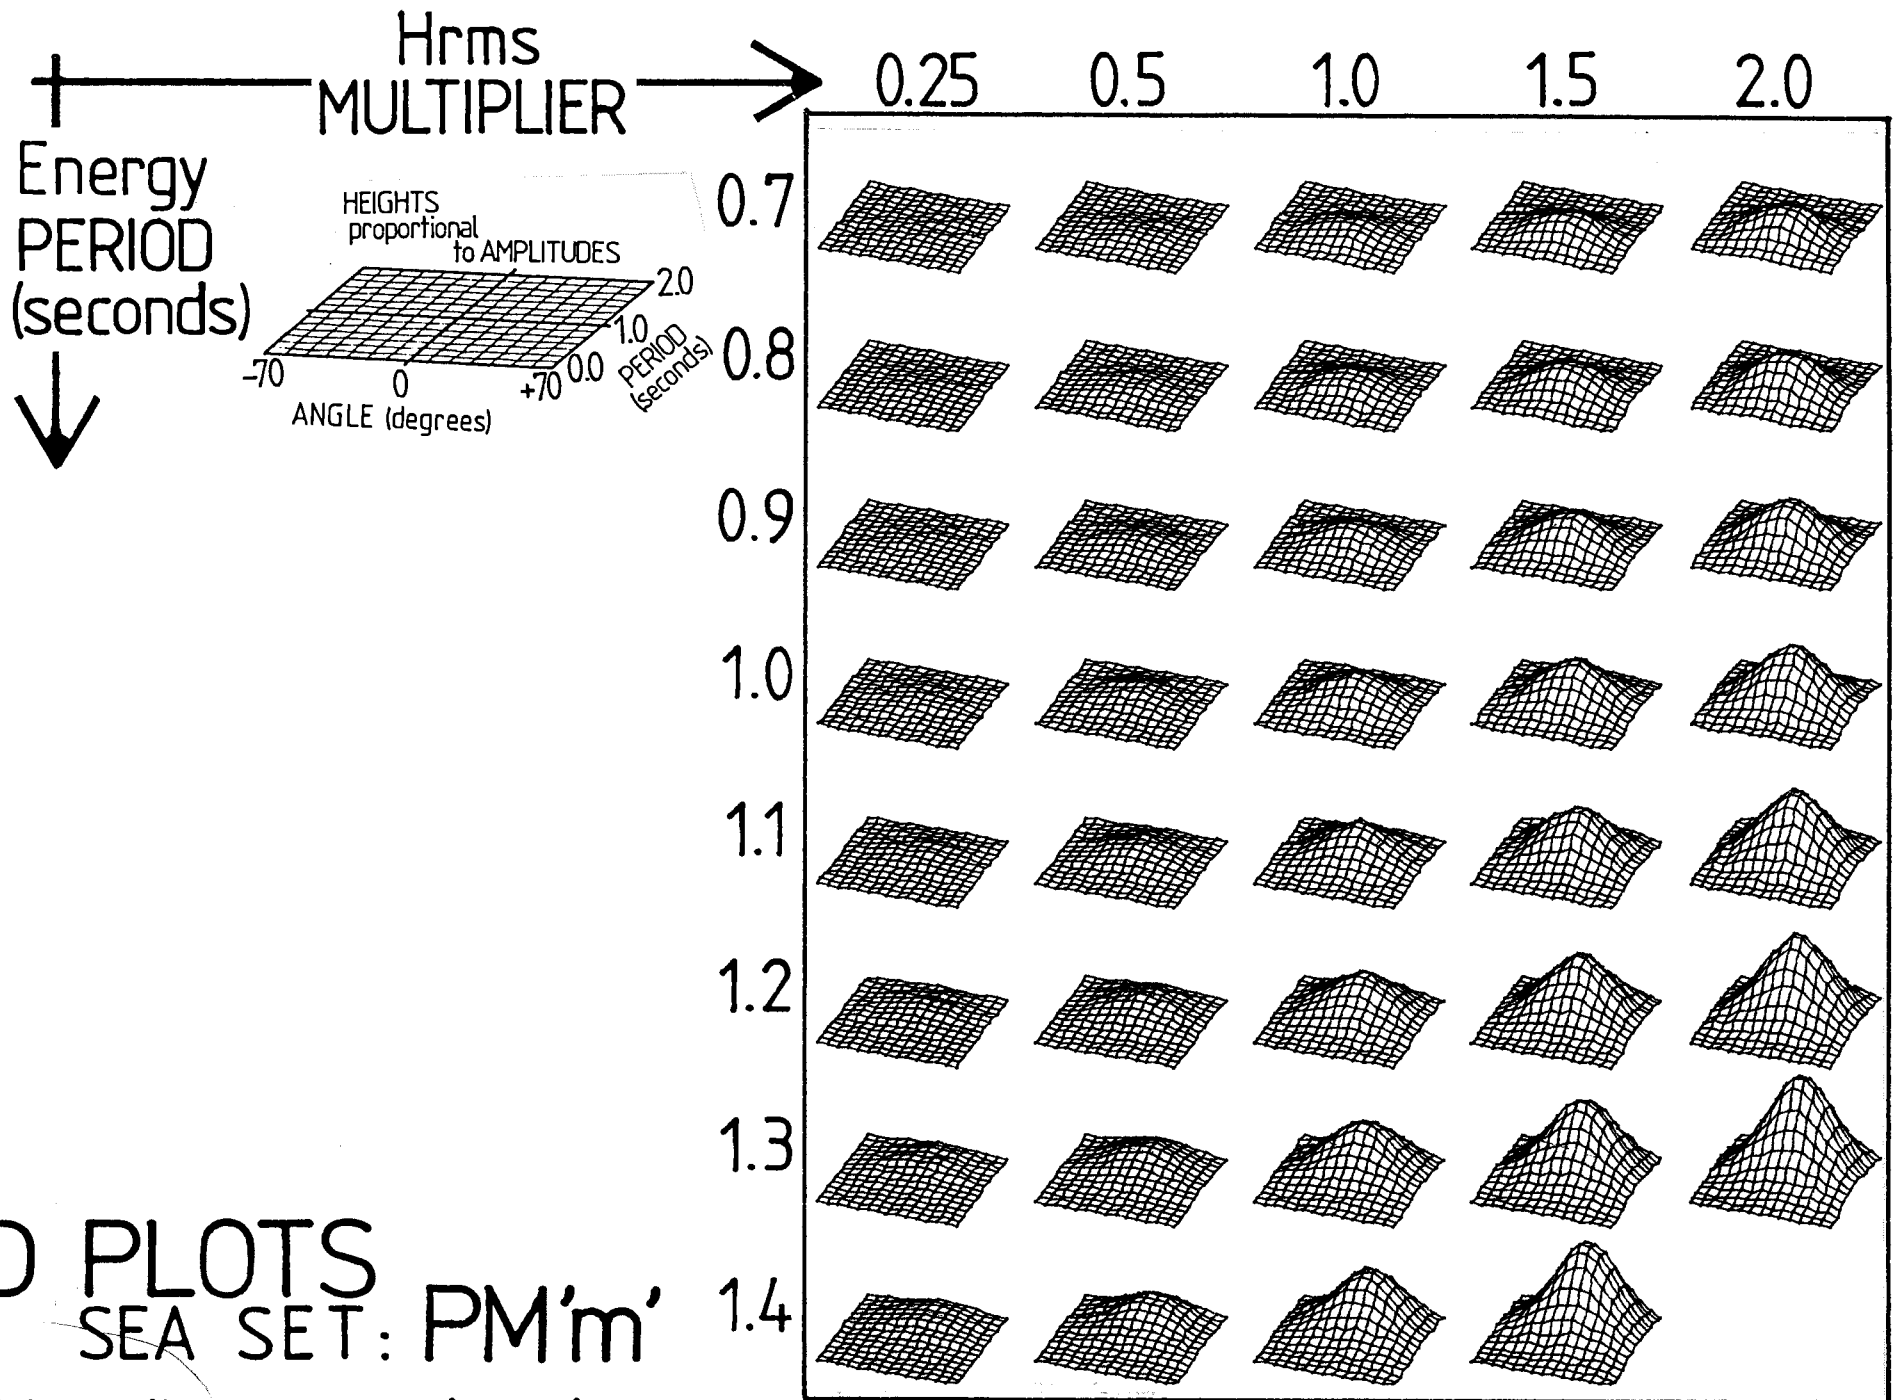 Hrms
MULTIPLIER
0.25 0.5 1.0 1.5 2.0
Energy
PERIOD
(seconds)
HEIGHTS
proportional
to AMPLITUDES
2.0
1.0
0.0
PERIOD
(seconds)
-70 0 +70
ANGLE (degrees)
0.7
0.8
0.9
1.0
1.1
1.2
1.3
1.4
PLOTS
SEA SET: PM'm'